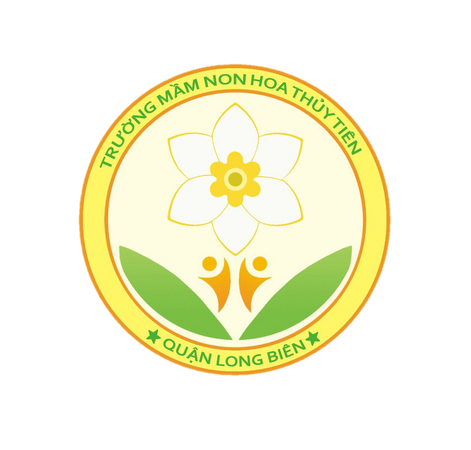 TRƯỜNG MẦM NON HOA THỦY TIÊN
QUẬN LONG BIÊN